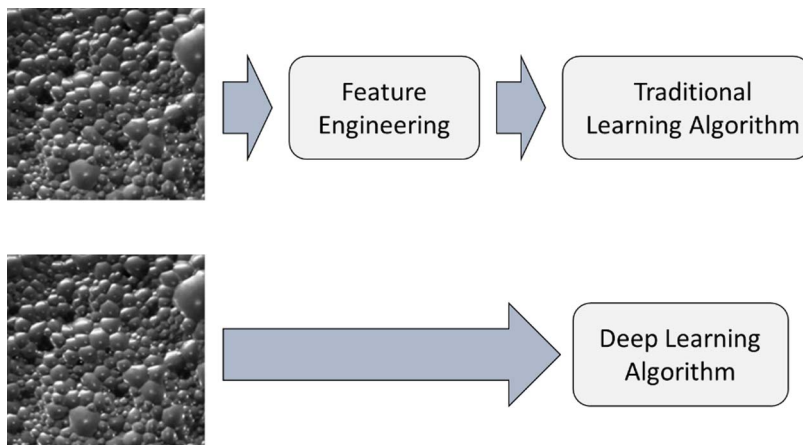 Feature
Engineering
Traditional
Learning Algorithm
Deep Learning
Algorithm